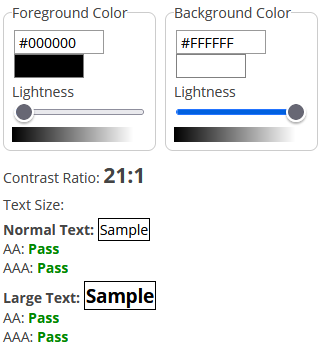 Foreground Color
Background Color
#000000
#FFFFFF
Lightness
Lightness
Contrast Ratio: 21:1
Text Size:
Normal Text: Sample
AA: Pass
AAA: Pass
Large Text: Sample
AA: Pass
AAA: Pass